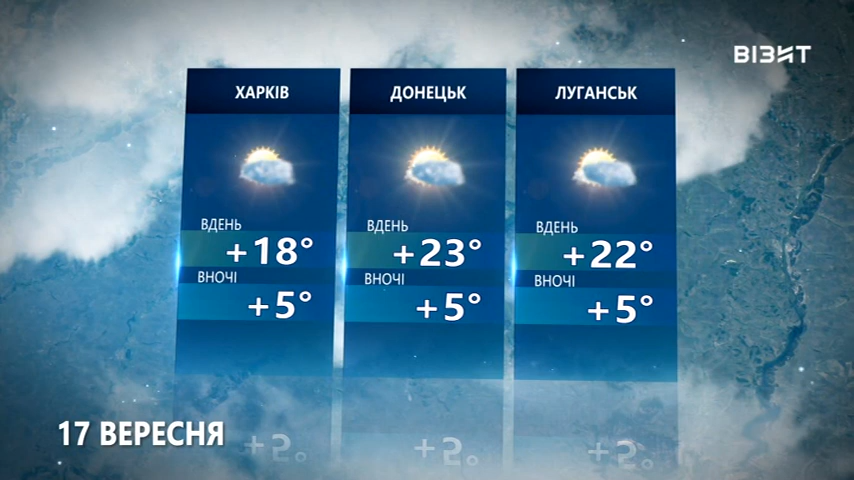 ВІЗИТ
ХАРКІВ
ВДЕНЬ
+18°
ВНОЧІ
+5°
ДОНЕЦЬК
ВДЕНЬ
+23°
ВНОЧІ
+5°
ЛУГАНСЬК
ВДЕНЬ
+22°
ВНОЧІ
+5°
17 ВЕРЕСНЯ